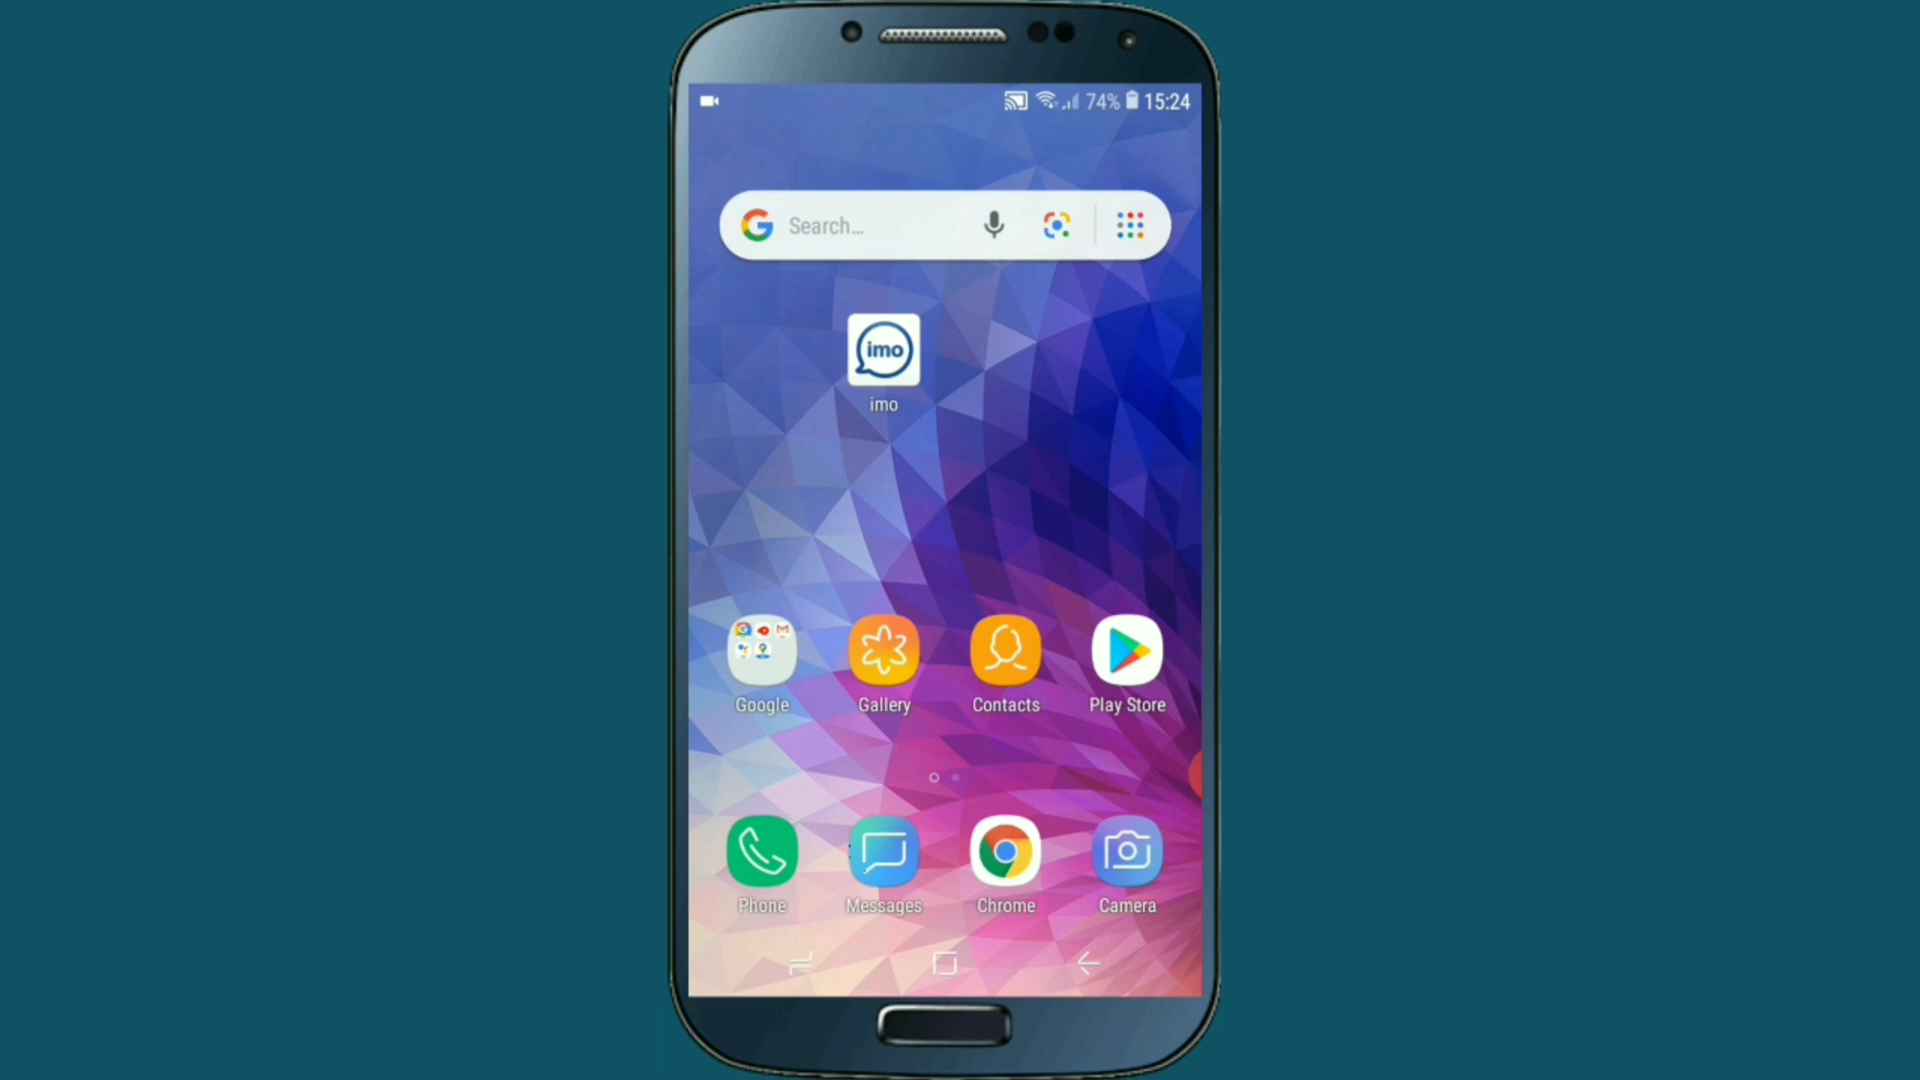 74% 15:24
Search...
imo
imo
Google Gallery Contacts Play Store
Phone Messages Chrome Camera